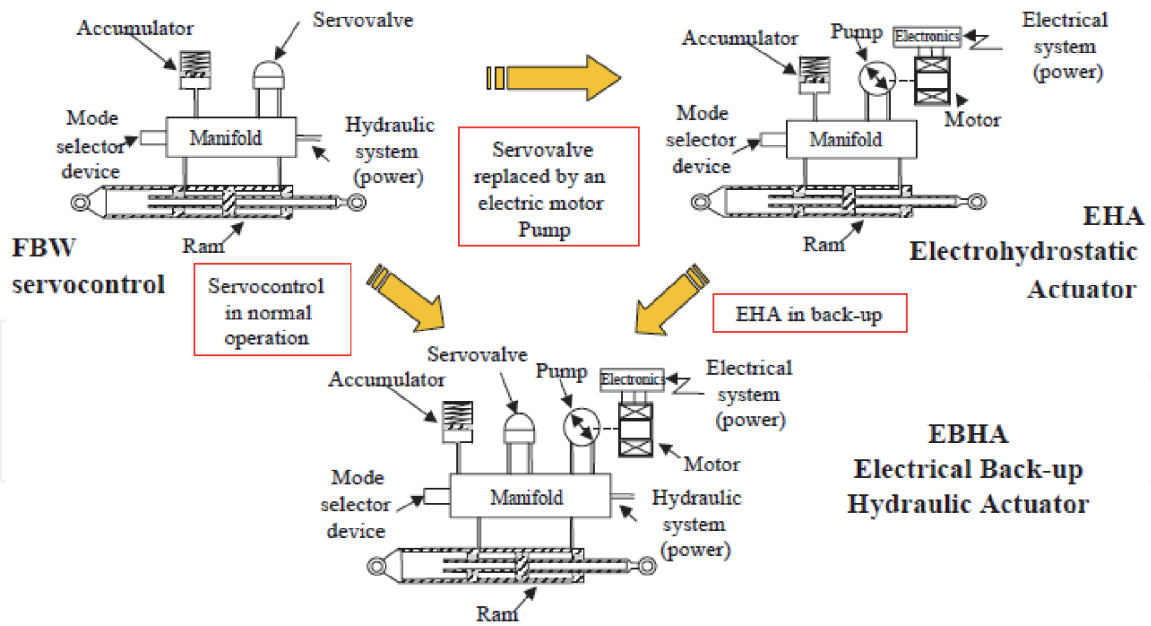 Accumulator
Servovalve
Mode
selector
device
Manifold
Hydraulic
system
(power)
Ram
FBW
servocontrol
Servovalve
replaced by an
electric motor
Pump
Accumulator
Pump
Electronics
Electrical
system
(power)
Motor
Mode
selector
device
Manifold
Ram
EHA
Electrohydrostatic
Actuator
Servocontrol
in normal
operation
EHA in back-up
Accumulator
Servovalve
Pump
Electronics
Electrical
system
(power)
Motor
Mode
selector
device
Manifold
Hydraulic
system
(power)
Ram
EBHA
Electrical Back-up
Hydraulic Actuator